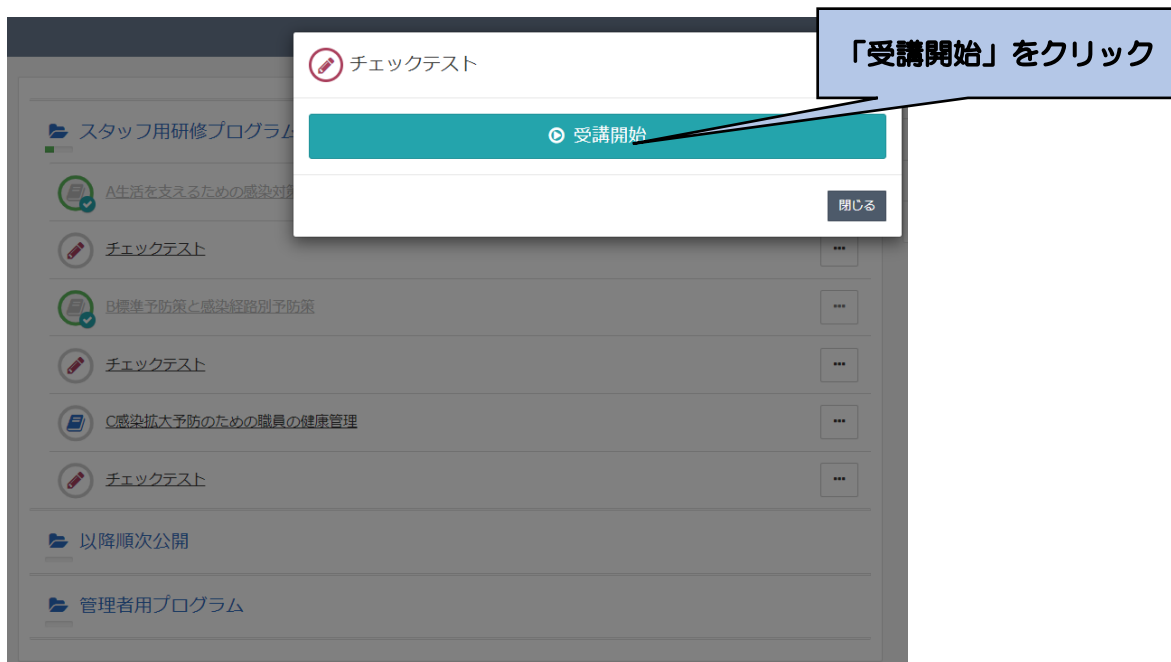 「受講開始」をクリック
チェックテスト
受講開始
閉じる
スタッフ用研修プログラム
A生活を支えるための感染対策
チェックテスト
B標準予防策と感染経路別予防策
チェックテスト
C感染拡大予防のための職員の健康管理
チェックテスト
以降順次公開
管理者用プログラム